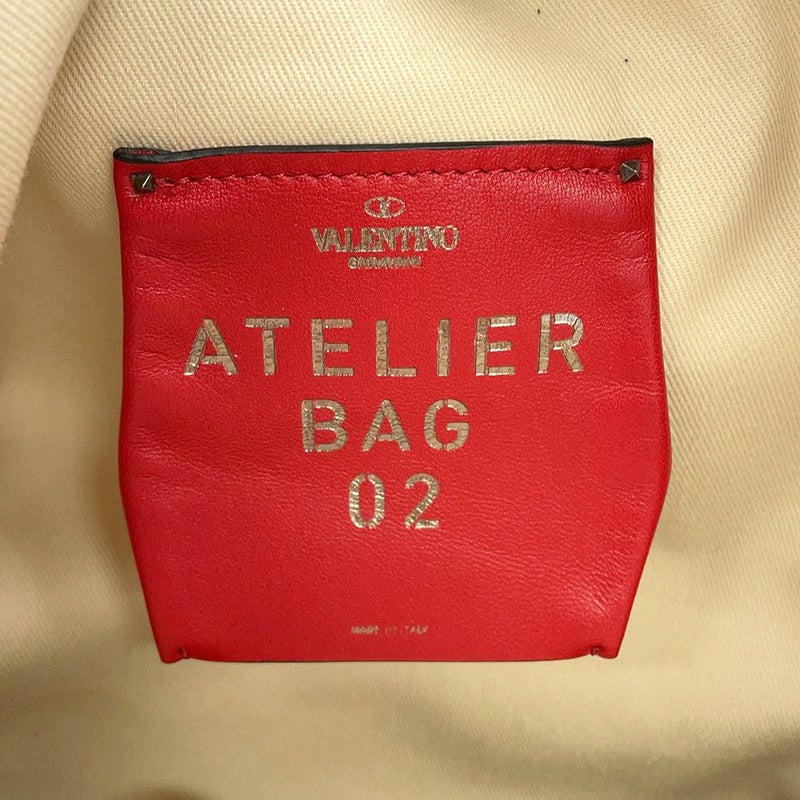 VALENTINO
GARAVANI
ATELIER
BAG
02
MADE IN ITALY